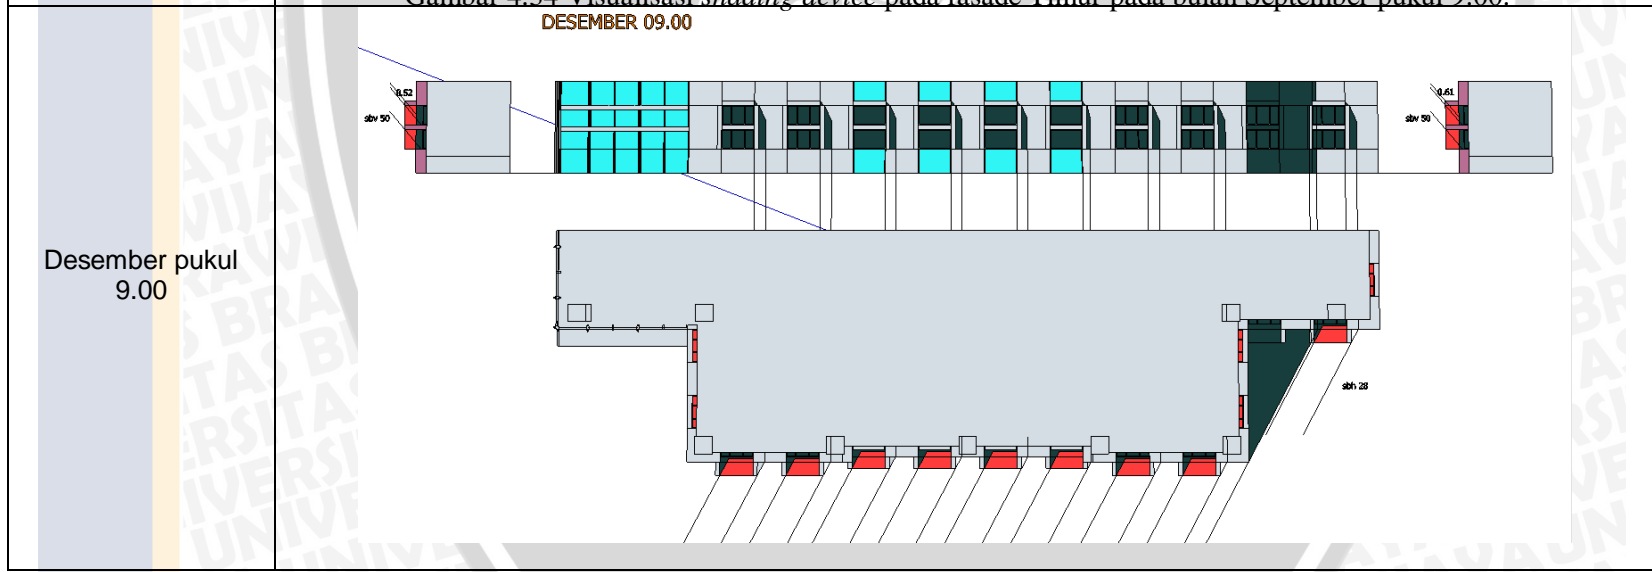 Gambar 4.34 Visualisasi shading device pada fasade Timur pada bulan September pukul 9.00.
DESEMBER 09.00
0.52
sbv 50
0.61
sbv 50
Desember pukul
9.00
sbh 28